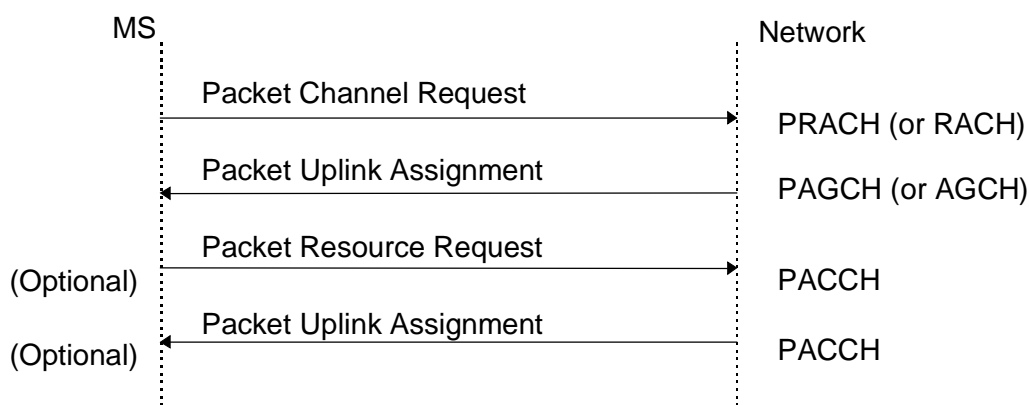 MS
Network
Packet Channel Request
PRACH (or RACH)
Packet Uplink Assignment
PAGCH (or AGCH)
Packet Resource Request
(Optional)
PACCH
Packet Uplink Assignment
(Optional)
PACCH